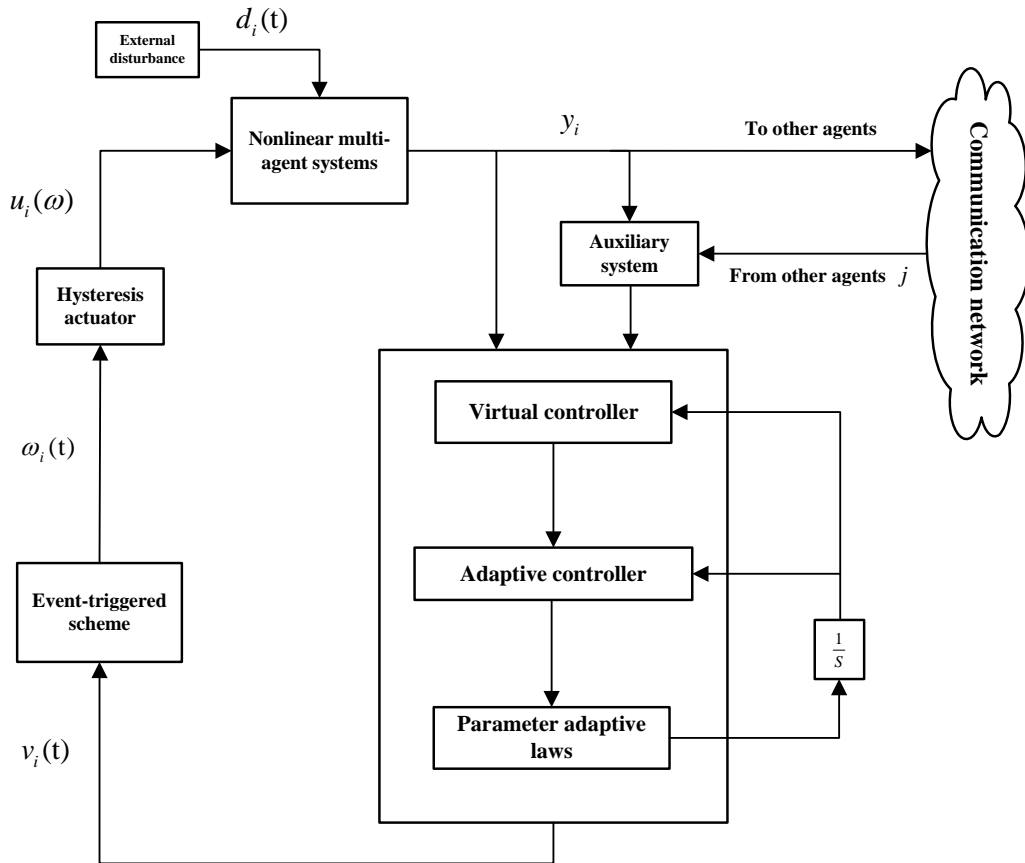 d_i(t)
External
disturbance
Nonlinear multi-
agent systems
y_i
To other agents
u_i(ω)
Auxiliary
system
From other agents j
Communication network
Hysteresis
actuator
Virtual controller
ω_i(t)
Adaptive controller
Event-triggered
scheme
1/S
Parameter adaptive
laws
v_i(t)